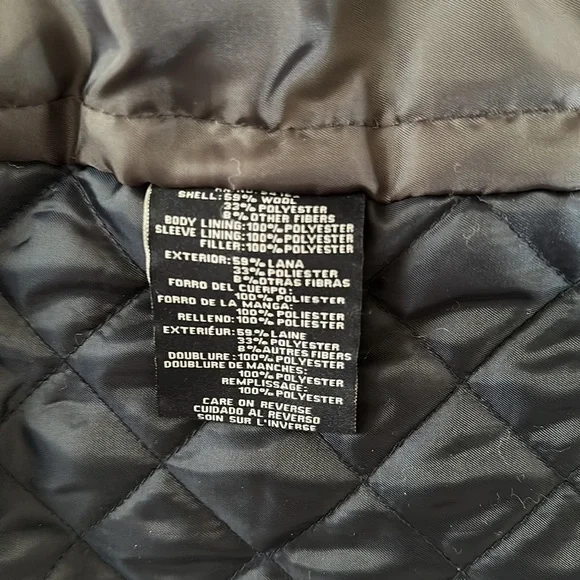 SHELL:59% WOOL
33% POLYESTER
8% OTHER FIBERS
BODY LINING:100% POLYESTER
SLEEVE LINING:100% POLYESTER
FILLER:100% POLYESTER
EXTERIOR:59% LANA
33% POLIESTER
8% OTRAS FIBRAS
FORRO DEL CUERPO:
100% POLIESTER
FORRO DE LA MANGA:
100% POLIESTER
RELLENO:100% POLIESTER
EXTERIÉUR:59% LAINE
33% POLYESTER
8% AUTRES FIBERS
DOUBLURE:100% POLYESTER
DOUBLURE DE MANCHES:
100% POLYESTER
REMPLISSAGE:
100% POLYESTER
CARE ON REVERSE
CUIDADO AL REVERSO
SOIN SUR L'INVERSE